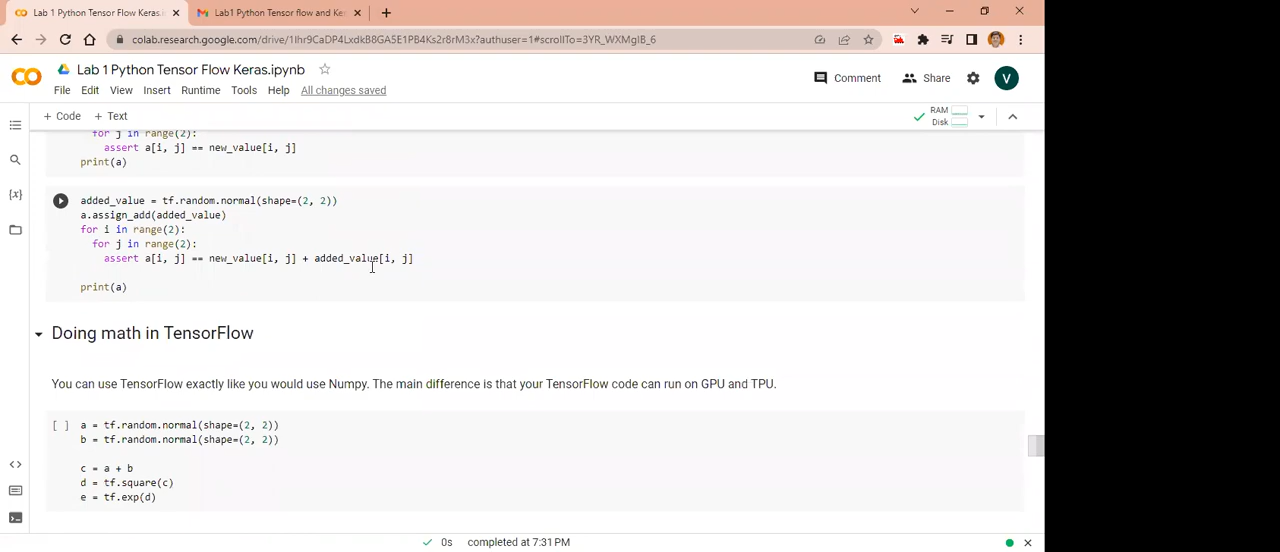 Lab 1 Python Tensor Flow Keras.i
Lab1 Python Tensor flow and Ker
colab.research.google.com/drive/1lhr9CaDP4LxdkB8GA5E1PB4Ks2r8rM3x?authuser=1#scrollTo=3YR_WXMgIB_6
Lab 1 Python Tensor Flow Keras.ipynb
Comment
Share
V
File Edit View Insert Runtime Tools Help All changes saved
+ Code + Text
RAM
Disk
for j in range(2):
assert a[i, j] == new_value[i, j]
print(a)
added_value = tf.random.normal(shape=(2, 2))
a.assign_add(added_value)
for i in range(2):
for j in range(2):
assert a[i, j] == new_value[i, j] + added_value[i, j]
print(a)
Doing math in TensorFlow
You can use TensorFlow exactly like you would use Numpy. The main difference is that your TensorFlow code can run on GPU and TPU.
[ ] a = tf.random.normal(shape=(2, 2))
b = tf.random.normal(shape=(2, 2))
c = a + b
d = tf.square(c)
e = tf.exp(d)
0s completed at 7:31 PM